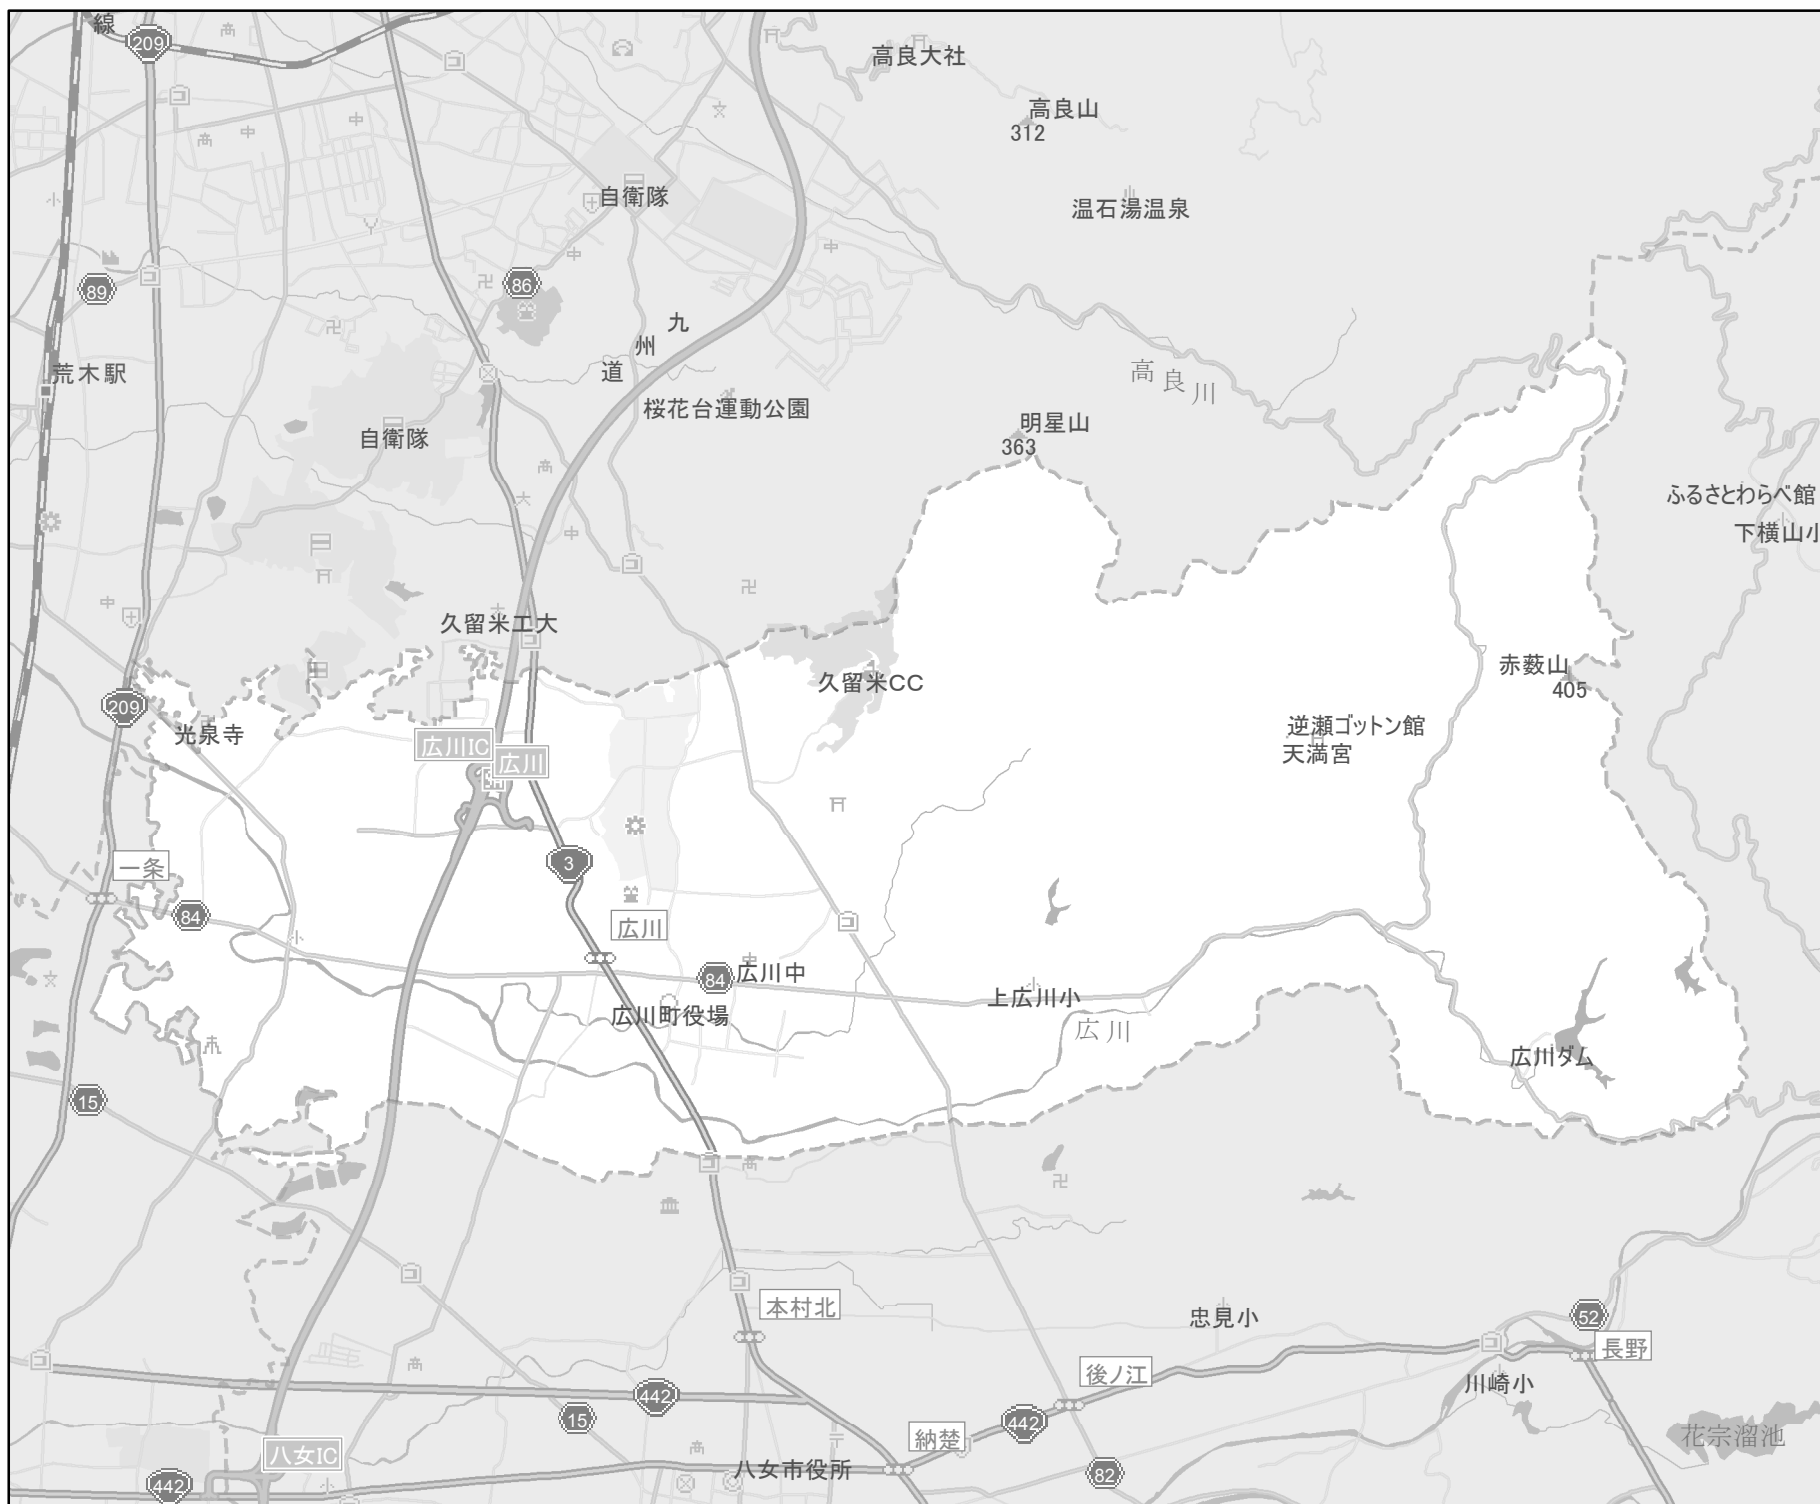 線
209
高良大社
高良山
312
自衛隊
温石湯温泉
89
86
九
州
道
荒木駅
高良川
桜花台運動公園
明星山
363
自衛隊
ふるさとわらべ館
下横山小
久留米工大
赤薮山
405
久留米CC
209
光泉寺
逆瀬ゴットン館
天満宮
広川IC
広川
3
一条
84
広川
84
広川中
上広川小
広川町役場
広川
広川ダム
15
本村北
忠見小
52
長野
後ノ江
川崎小
442
15
442
納楚
花宗溜池
八女IC
八女市役所
82
442